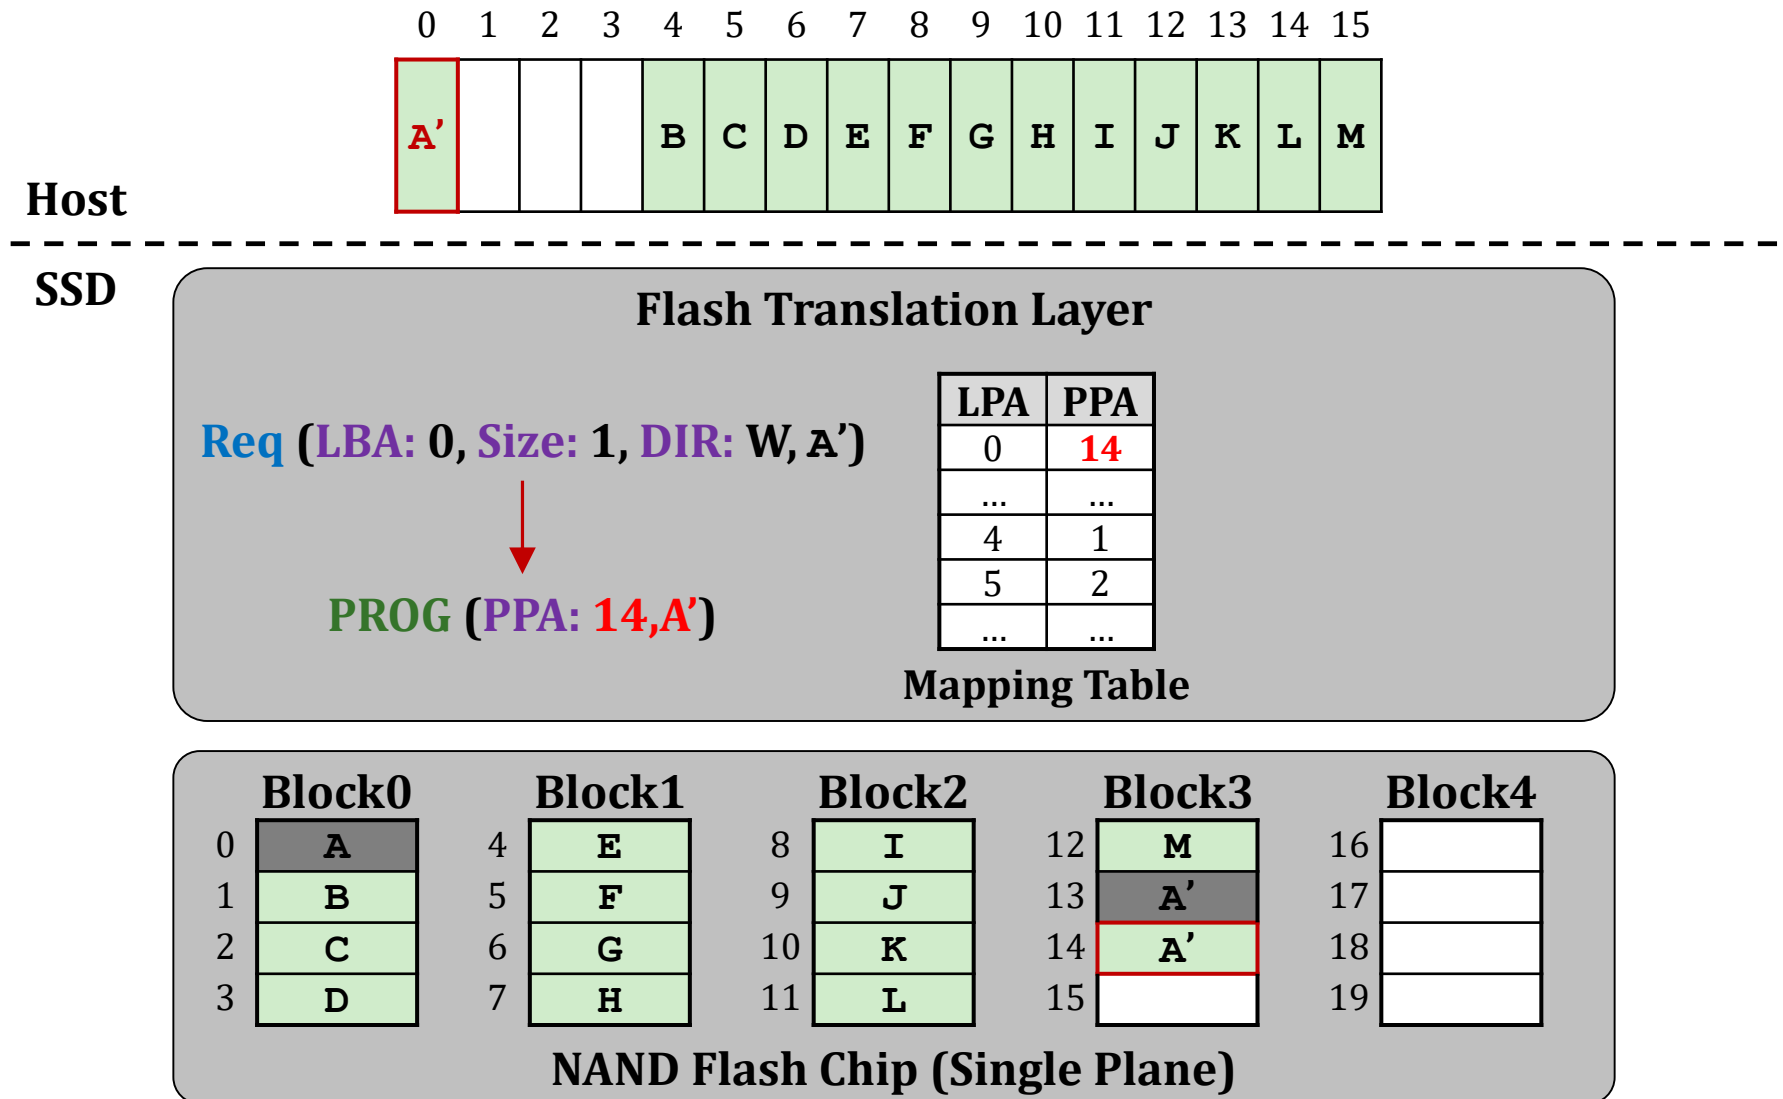 0 1 2 3 4 5 6 7 8 9 10 11 12 13 14 15
A’ B C D E F G H I J K L M
Host
SSD
Flash Translation Layer
Req (LBA: 0, Size: 1, DIR: W, A’)
PROG (PPA: 14,A’)
LPA PPA
0 14
... ...
4 1
5 2
... ...
Mapping Table
Block0 Block1 Block2 Block3 Block4
0 A 4 E 8 I 12 M 16
1 B 5 F 9 J 13 A’ 17
2 C 6 G 10 K 14 A’ 18
3 D 7 H 11 L 15 19
NAND Flash Chip (Single Plane)